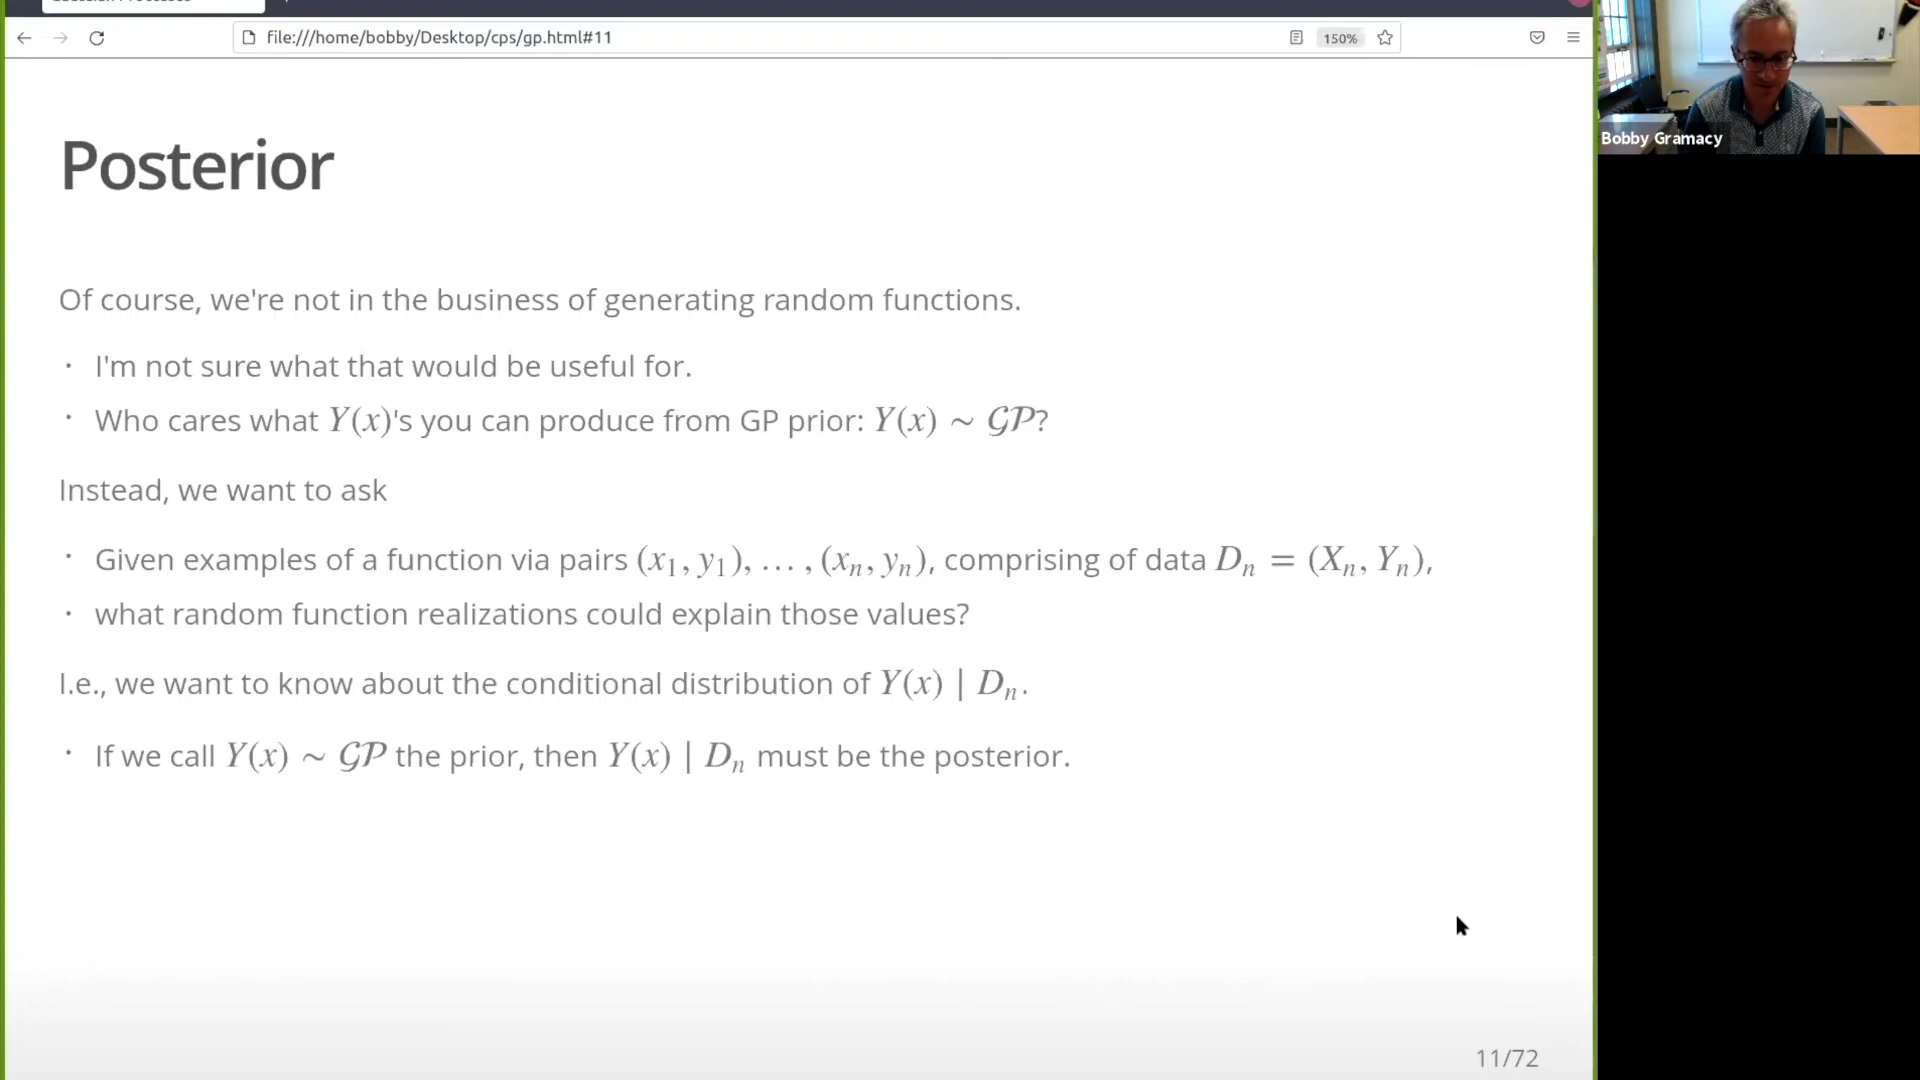 Gaussian Processes
file:///home/bobby/Desktop/cps/gp.html#11
150%
Bobby Gramacy
Posterior
Of course, we're not in the business of generating random functions.
· I'm not sure what that would be useful for.
· Who cares what Y(x)'s you can produce from GP prior: Y(x) ∼ 𝒢𝒫?
Instead, we want to ask
· Given examples of a function via pairs (x₁, y₁), …, (xₙ, yₙ), comprising of data Dₙ = (Xₙ, Yₙ),
· what random function realizations could explain those values?
I.e., we want to know about the conditional distribution of Y(x) | Dₙ.
· If we call Y(x) ∼ 𝒢𝒫 the prior, then Y(x) | Dₙ must be the posterior.
11/72